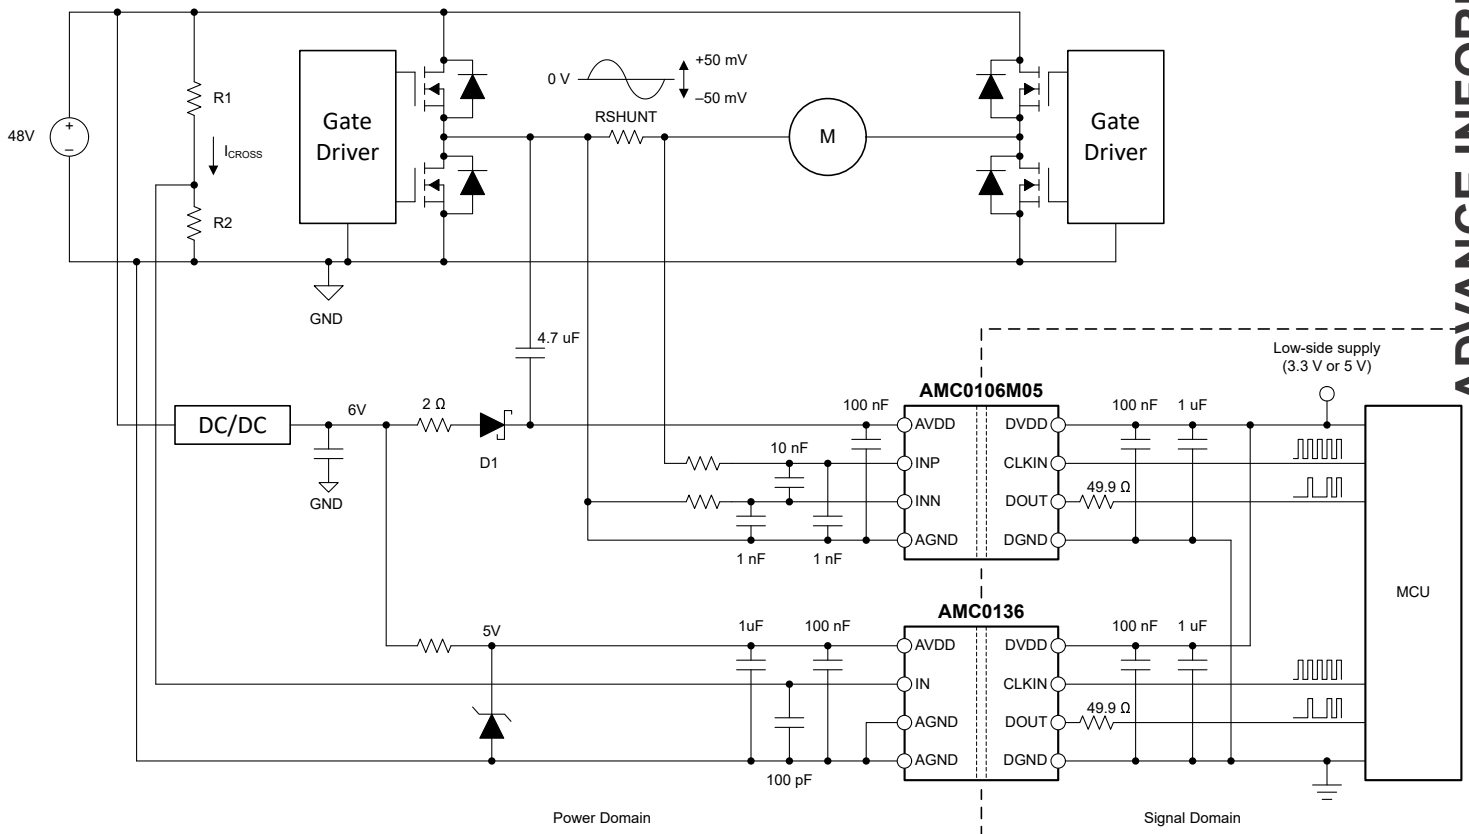 ADVANCE INFOR
48V
R1
ICROSS
R2
Gate
Driver
0 V
+50 mV
–50 mV
RSHUNT
M
Gate
Driver
GND
4.7 uF
DC/DC
6V
GND
2 Ω
D1
100 nF
10 nF
1 nF
1 nF
AMC0106M05
AVDD
INP
INN
AGND
DVDD
CLKIN
DOUT
DGND
100 nF
1 uF
49.9 Ω
Low-side supply
(3.3 V or 5 V)
MCU
5V
1uF
100 nF
100 pF
AMC0136
AVDD
IN
AGND
AGND
DVDD
CLKIN
DOUT
DGND
100 nF
1 uF
49.9 Ω
Power Domain
Signal Domain